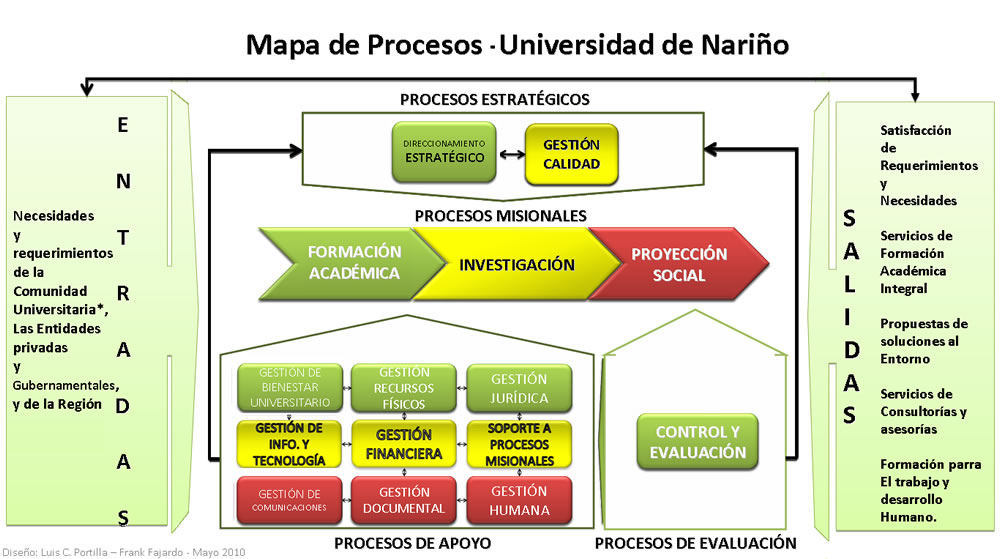 Mapa de Procesos - Universidad de Nariño
ENTRADAS
Necesidades
y
requerimientos
de la
Comunidad
Universitaria*,
Las Entidades
privadas
y
Gubernamentales,
y de la Región
PROCESOS ESTRATÉGICOS
DIRECCIONAMIENTO
ESTRATÉGICO
GESTIÓN
CALIDAD
PROCESOS MISIONALES
FORMACIÓN
ACADÉMICA
INVESTIGACIÓN
PROYECCIÓN
SOCIAL
GESTIÓN DE
BIENESTAR
UNIVERSITARIO
GESTIÓN
RECURSOS
FÍSICOS
GESTIÓN
JURÍDICA
GESTIÓN DE
INFO. Y
TECNOLOGÍA
GESTIÓN
FINANCIERA
SOPORTE A
PROCESOS
MISIONALES
GESTIÓN DE
COMUNICACIONES
GESTIÓN
DOCUMENTAL
GESTIÓN
HUMANA
PROCESOS DE APOYO
CONTROL Y
EVALUACIÓN
PROCESOS DE EVALUACIÓN
SALIDAS
Satisfacción
de
Requerimientos
y
Necesidades
Servicios de
Formación
Académica
Integral
Propuestas de
soluciones al
Entorno
Servicios de
Consultorías y
asesorías
Formación parra
El trabajo y
desarrollo
Humano.
Diseño: Luis C. Portilla – Frank Fajardo - Mayo 2010